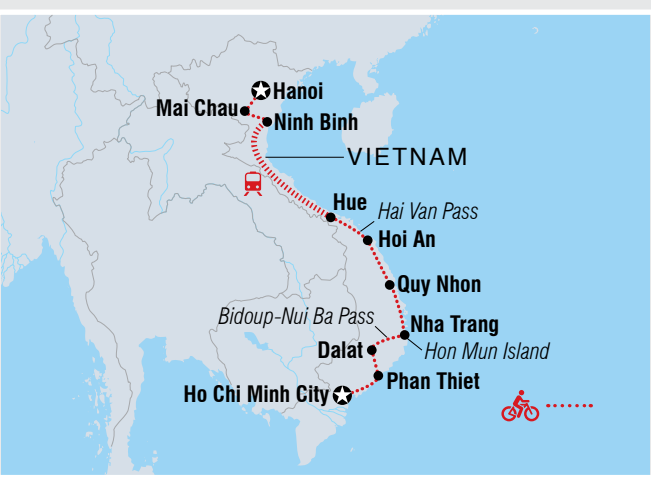 Hanoi
Mai Chau
Ninh Binh
VIETNAM
Hue
Hai Van Pass
Hoi An
Quy Nhon
Bidoup-Nui Ba Pass
Nha Trang
Dalat
Hon Mun Island
Phan Thiet
Ho Chi Minh City